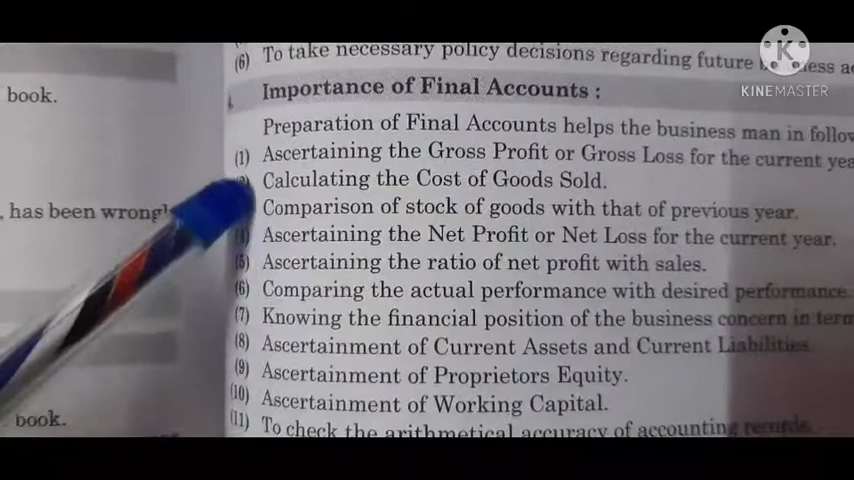 (6) To take necessary policy decisions regarding future
book.
Importance of Final Accounts :
KINEMASTER
Preparation of Final Accounts helps the business man in
(1) Ascertaining the Gross Profit or Gross Loss for the current
Calculating the Cost of Goods Sold.
, has been
Comparison of stock of goods with that of previous year.
Ascertaining the Net Profit or Net Loss for the current year.
(5) Ascertaining the ratio of net profit with sales.
(6) Comparing the actual performance with desired performance.
(7) Knowing the financial position of the business concern in
(8) Ascertainment of Current Assets and Current Liabilities.
(9) Ascertainment of Proprietors Equity.
(10) Ascertainment of Working Capital.
book.
(11) To check the arithmetical accuracy of accounting records.